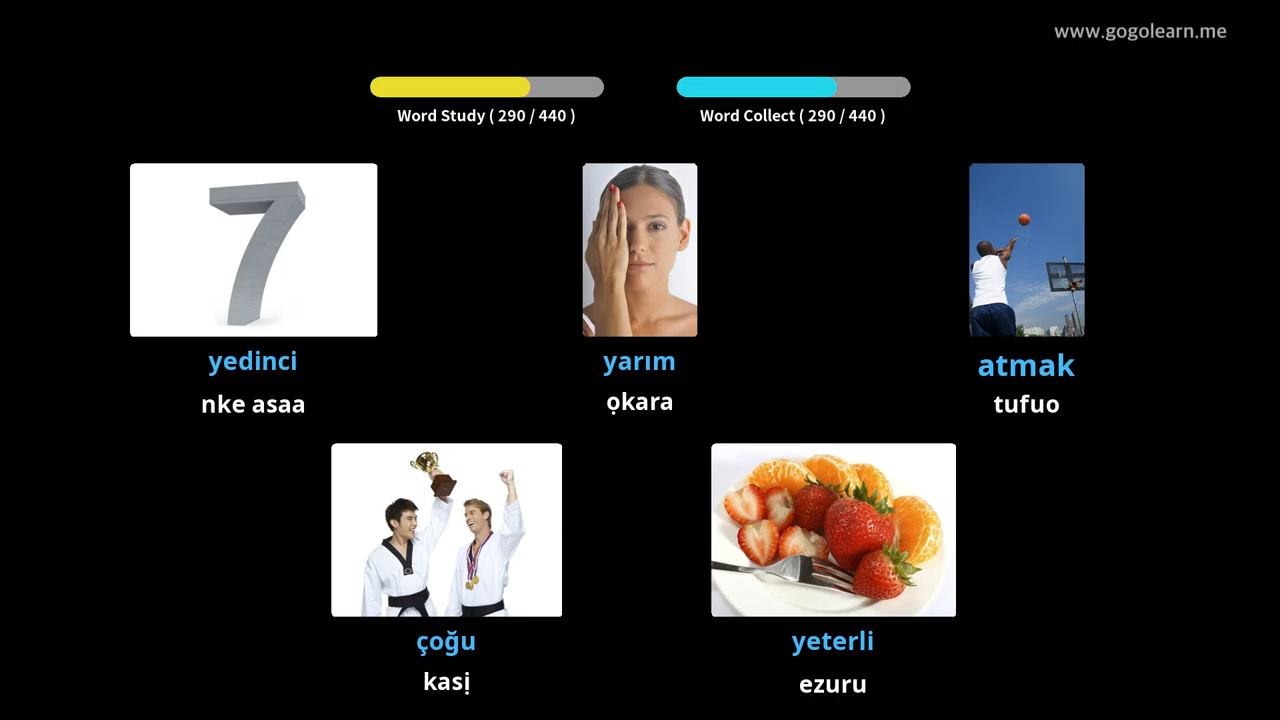 www.gogolearn.me
Word Study ( 290 / 440 )
Word Collect ( 290 / 440 )
7
yedinci
yarım
atmak
nke asaa
ọkara
tufuo
çoğu
yeterli
kasị
ezuru